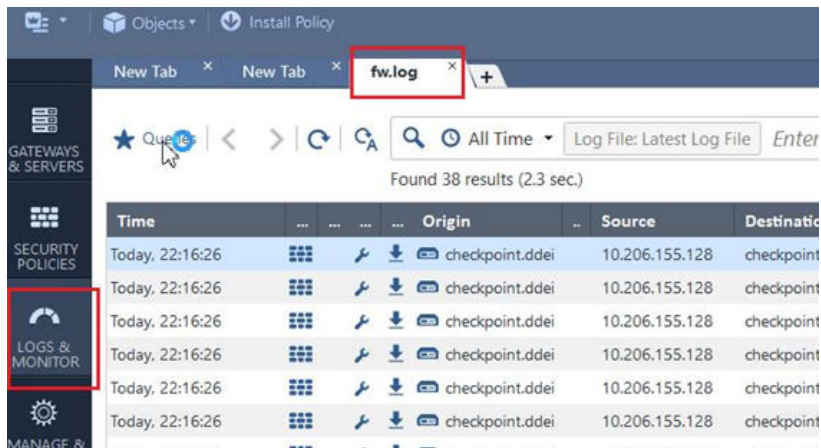 Objects Install Policy
New Tab × New Tab × fw.log × +
GATEWAYS
& SERVERS
SECURITY
POLICIES
LOGS &
MONITOR
MANAGE &
All Time Log File: Latest Log File Enter
Found 38 results (2.3 sec.)
Time ... ... ... ... Origin .. Source Destinatio
Today, 22:16:26 checkpoint.ddei 10.206.155.128 checkpoint
Today, 22:16:26 checkpoint.ddei 10.206.155.128 checkpoint
Today, 22:16:26 checkpoint.ddei 10.206.155.128 checkpoint
Today, 22:16:26 checkpoint.ddei 10.206.155.128 checkpoint
Today, 22:16:26 checkpoint.ddei 10.206.155.128 checkpoint
Today, 22:16:26 checkpoint.ddei 10.206.155.128 checkpoint